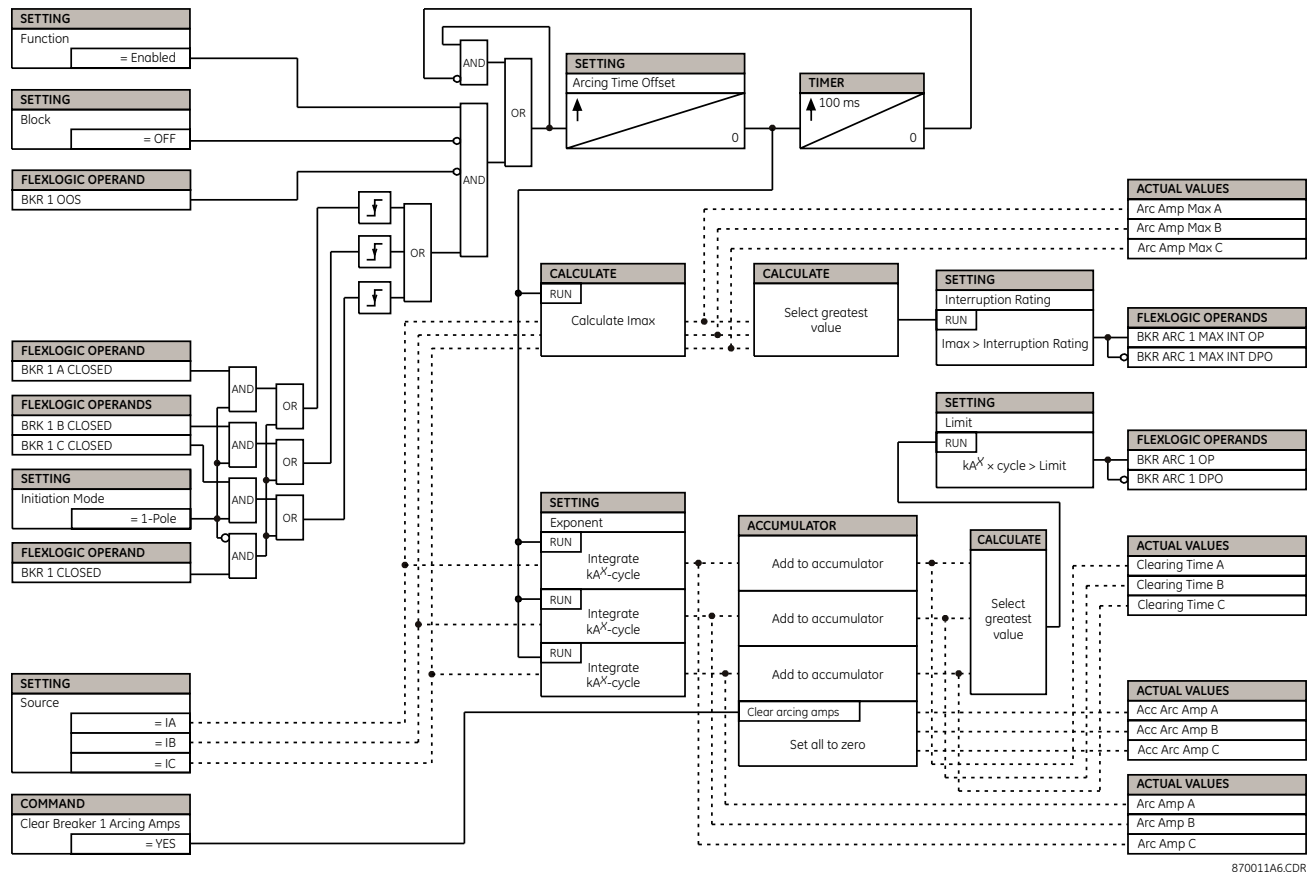 SETTING
Function
= Enabled
SETTING
Block
= OFF
FLEXLOGIC OPERAND
BKR 1 OOS
FLEXLOGIC OPERAND
BKR 1 A CLOSED
FLEXLOGIC OPERANDS
BRK 1 B CLOSED
BKR 1 C CLOSED
SETTING
Initiation Mode
= 1-Pole
FLEXLOGIC OPERAND
BKR 1 CLOSED
SETTING
Source
= IA
= IB
= IC
COMMAND
Clear Breaker 1 Arcing Amps
= YES
AND
AND
AND
AND
OR
OR
OR
OR
AND
AND
OR
SETTING
Arcing Time Offset
0
TIMER
100 ms
0
CALCULATE
RUN
Calculate Imax
CALCULATE
Select greatest
value
SETTING
Interruption Rating
RUN
Imax > Interruption Rating
SETTING
Limit
RUN
kAX × cycle > Limit
SETTING
Exponent
RUN
Integrate
kAX-cycle
RUN
Integrate
kAX-cycle
RUN
Integrate
kAX-cycle
ACCUMULATOR
Add to accumulator
Add to accumulator
Add to accumulator
Clear arcing amps
Set all to zero
CALCULATE
Select
greatest
value
ACTUAL VALUES
Arc Amp Max A
Arc Amp Max B
Arc Amp Max C
FLEXLOGIC OPERANDS
BKR ARC 1 MAX INT OP
BKR ARC 1 MAX INT DPO
FLEXLOGIC OPERANDS
BKR ARC 1 OP
BKR ARC 1 DPO
ACTUAL VALUES
Clearing Time A
Clearing Time B
Clearing Time C
ACTUAL VALUES
Acc Arc Amp A
Acc Arc Amp B
Acc Arc Amp C
ACTUAL VALUES
Arc Amp A
Arc Amp B
Arc Amp C
870011A6.CDR